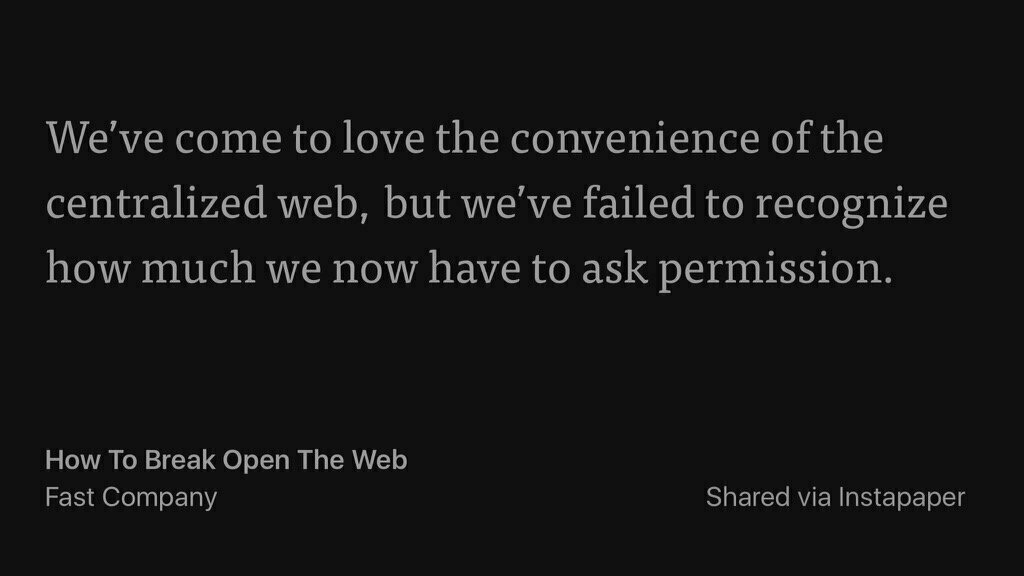 We’ve come to love the convenience of the
centralized web, but we’ve failed to recognize
how much we now have to ask permission.
How To Break Open The Web
Fast Company
Shared via Instapaper